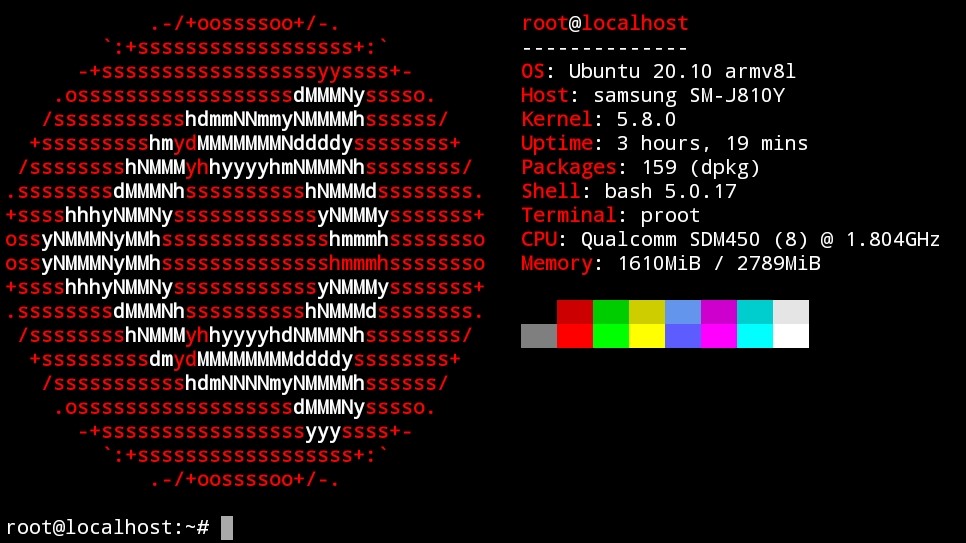 .-/+oossssoo+/-.
`:+ssssssssssssssssss+:`
-+ssssssssssssssssssyyssss+-
.ossssssssssssssssssdMMMNysssso.
/ssssssssssshdmmNNmmyNMMMMhssssss/
+ssssssssshmydMMMMMMMNddddyssssssss+
/sssssssshNMMMyhhyyyyhmNMMMNhssssssss/
.ssssssssdMMMNhsssssssssshNMMMdssssssss.
+sssshhhyNMMNyssssssssssssyNMMMysssssss+
ossyNMMMNyMMhsssssssssssssshmmmhssssssso
ossyNMMMNyMMhsssssssssssssshmmmhssssssso
+sssshhhyNMMNyssssssssssssyNMMMysssssss+
.ssssssssdMMMNhsssssssssshNMMMdssssssss.
/sssssssshNMMMyhhyyyyhdNMMMNhssssssss/
+sssssssssdmydMMMMMMMMddddyssssssss+
/ssssssssssshdmNNNNmyNMMMMhssssss/
.ossssssssssssssssssdMMMNysssso.
-+sssssssssssssssssyyyssss+-
`:+ssssssssssssssssss+:`
.-/+oossssoo+/-.
root@localhost
--------------
OS: Ubuntu 20.10 armv8l
Host: samsung SM-J810Y
Kernel: 5.8.0
Uptime: 3 hours, 19 mins
Packages: 159 (dpkg)
Shell: bash 5.0.17
Terminal: proot
CPU: Qualcomm SDM450 (8) @ 1.804GHz
Memory: 1610MiB / 2789MiB
root@localhost:~#